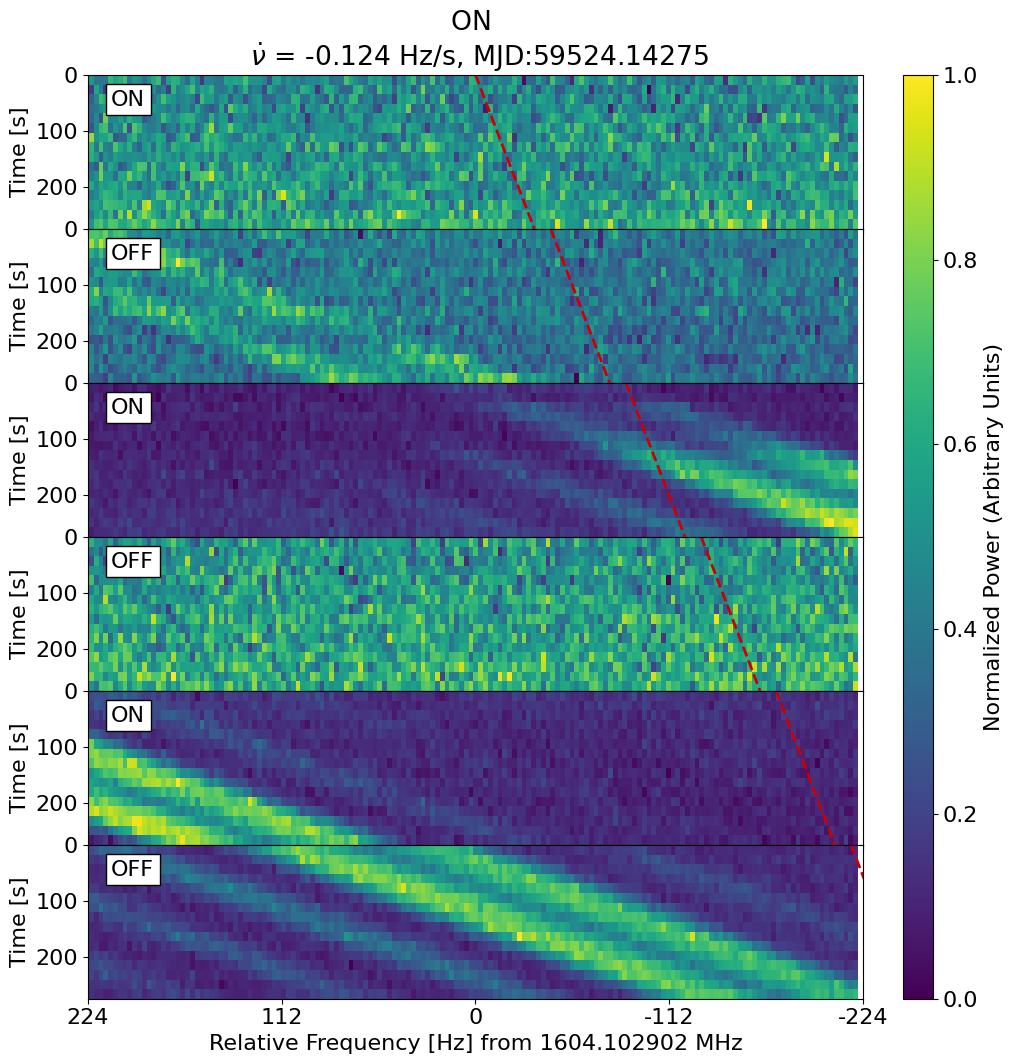 ON
ν̇ = -0.124 Hz/s, MJD:59524.14275
0
100
200
Time [s]
ON
0
100
200
Time [s]
OFF
0
100
200
Time [s]
ON
0
100
200
Time [s]
OFF
0
100
200
Time [s]
ON
0
100
200
Time [s]
OFF
224 112 0 -112 -224
Relative Frequency [Hz] from 1604.102902 MHz
1.0
0.8
0.6
0.4
0.2
0.0
Normalized Power (Arbitrary Units)